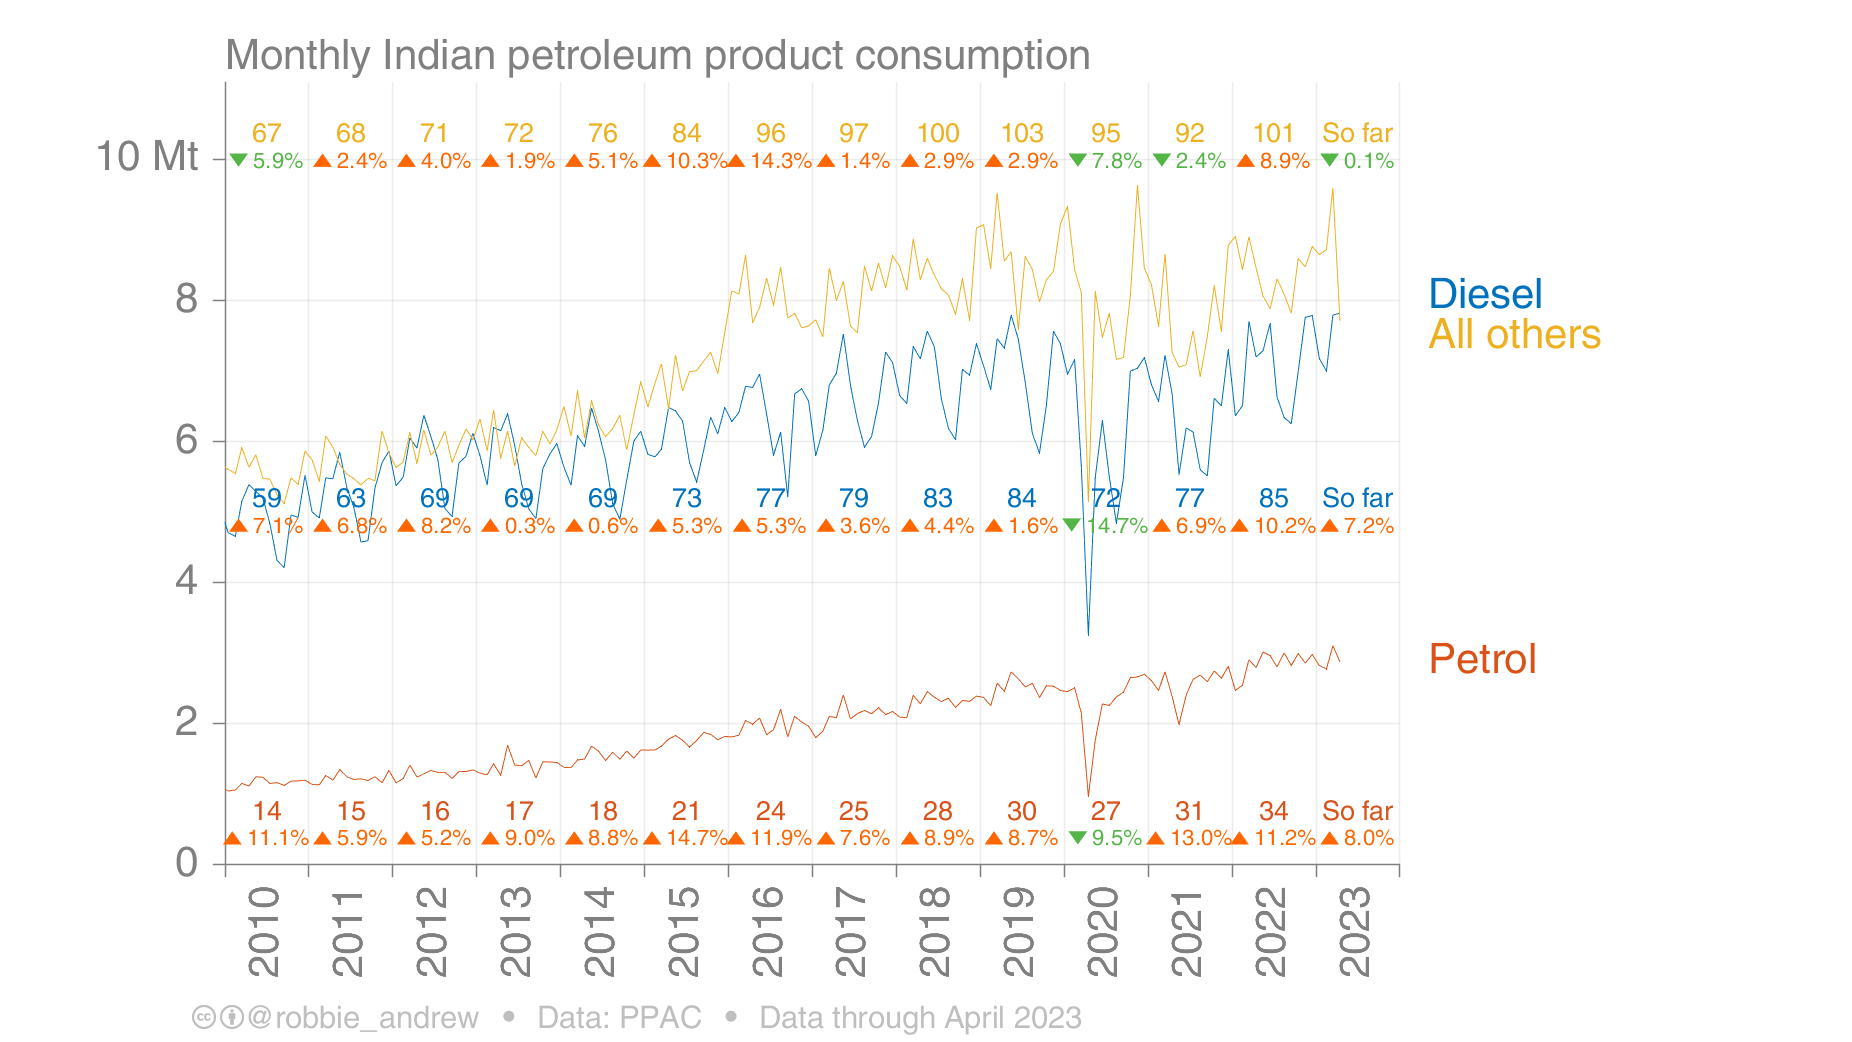 Monthly Indian petroleum product consumption
67 68 71 72 76 84 96 97 100 103 95 92 101 So far
10 Mt ▼ 5.9% ▲ 2.4% ▲ 4.0% ▲ 1.9% ▲ 5.1% ▲ 10.3% ▲ 14.3% ▲ 1.4% ▲ 2.9% ▲ 2.9% ▼ 7.8% ▼ 2.4% ▲ 8.9% ▼ 0.1%
8 Diesel
All others
6
59 63 69 69 69 73 77 79 83 84 72 77 85 So far
▲ 7.1% ▲ 6.8% ▲ 8.2% ▲ 0.3% ▲ 0.6% ▲ 5.3% ▲ 5.3% ▲ 3.6% ▲ 4.4% ▲ 1.6% ▼ 14.7% ▲ 6.9% ▲ 10.2% ▲ 7.2%
4
Petrol
2
14 15 16 17 18 21 24 25 28 30 27 31 34 So far
▲ 11.1% ▲ 5.9% ▲ 5.2% ▲ 9.0% ▲ 8.8% ▲ 14.7% ▲ 11.9% ▲ 7.6% ▲ 8.9% ▲ 8.7% ▼ 9.5% ▲ 13.0% ▲ 11.2% ▲ 8.0%
0
2010 2011 2012 2013 2014 2015 2016 2017 2018 2019 2020 2021 2022 2023
@robbie_andrew • Data: PPAC • Data through April 2023